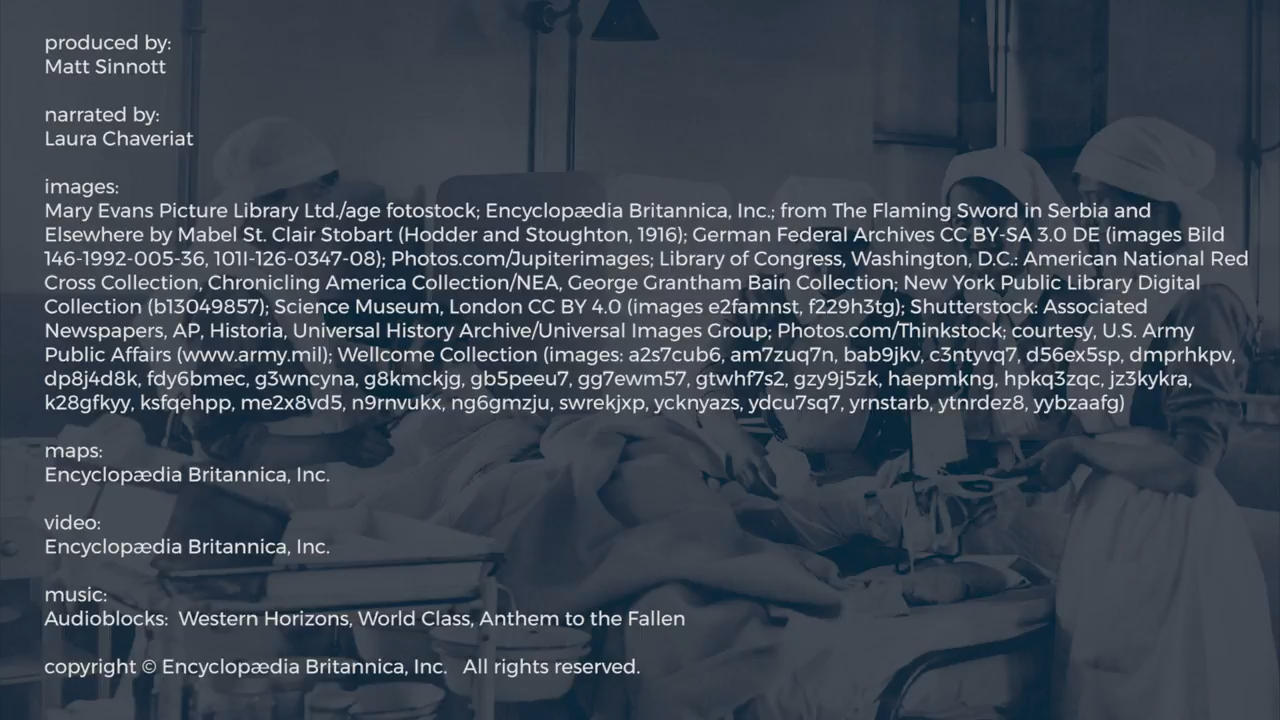 produced by:
Matt Sinnott
narrated by:
Laura Chaveriat
images:
Mary Evans Picture Library Ltd./age fotostock; Encyclopædia Britannica, Inc.; from The Flaming Sword in Serbia and
Elsewhere by Mabel St. Clair Stobart (Hodder and Stoughton, 1916); German Federal Archives CC BY-SA 3.0 DE (images Bild
146-1992-005-36, 101I-126-0347-08); Photos.com/Jupiterimages; Library of Congress, Washington, D.C.: American National Red
Cross Collection, Chronicling America Collection/NEA, George Grantham Bain Collection; New York Public Library Digital
Collection (b13049857); Science Museum, London CC BY 4.0 (images e2famnst, f229h3tg); Shutterstock: Associated
Newspapers, AP, Historia, Universal History Archive/Universal Images Group; Photos.com/Thinkstock; courtesy, U.S. Army
Public Affairs (www.army.mil); Wellcome Collection (images: a2s7cub6, am7zuq7n, bab9jkv, c3ntyvq7, d56ex5sp, dmprhkpv,
dp8j4d8k, fdy6bmec, g3wncyna, g8kmckjg, gb5peeu7, gg7ewm57, gtwhf7s2, gzy9j5zk, haepmkng, hpkq3zqc, jz3kykra,
k28gfkyy, ksfqehpp, me2x8vd5, n9rnvukx, ng6gmzju, swrekjxp, ycknyazs, ydcu7sq7, yrnstarb, ytnrdez8, yybzaafg)
maps:
Encyclopædia Britannica, Inc.
video:
Encyclopædia Britannica, Inc.
music:
Audioblocks:  Western Horizons, World Class, Anthem to the Fallen
copyright © Encyclopædia Britannica, Inc.   All rights reserved.